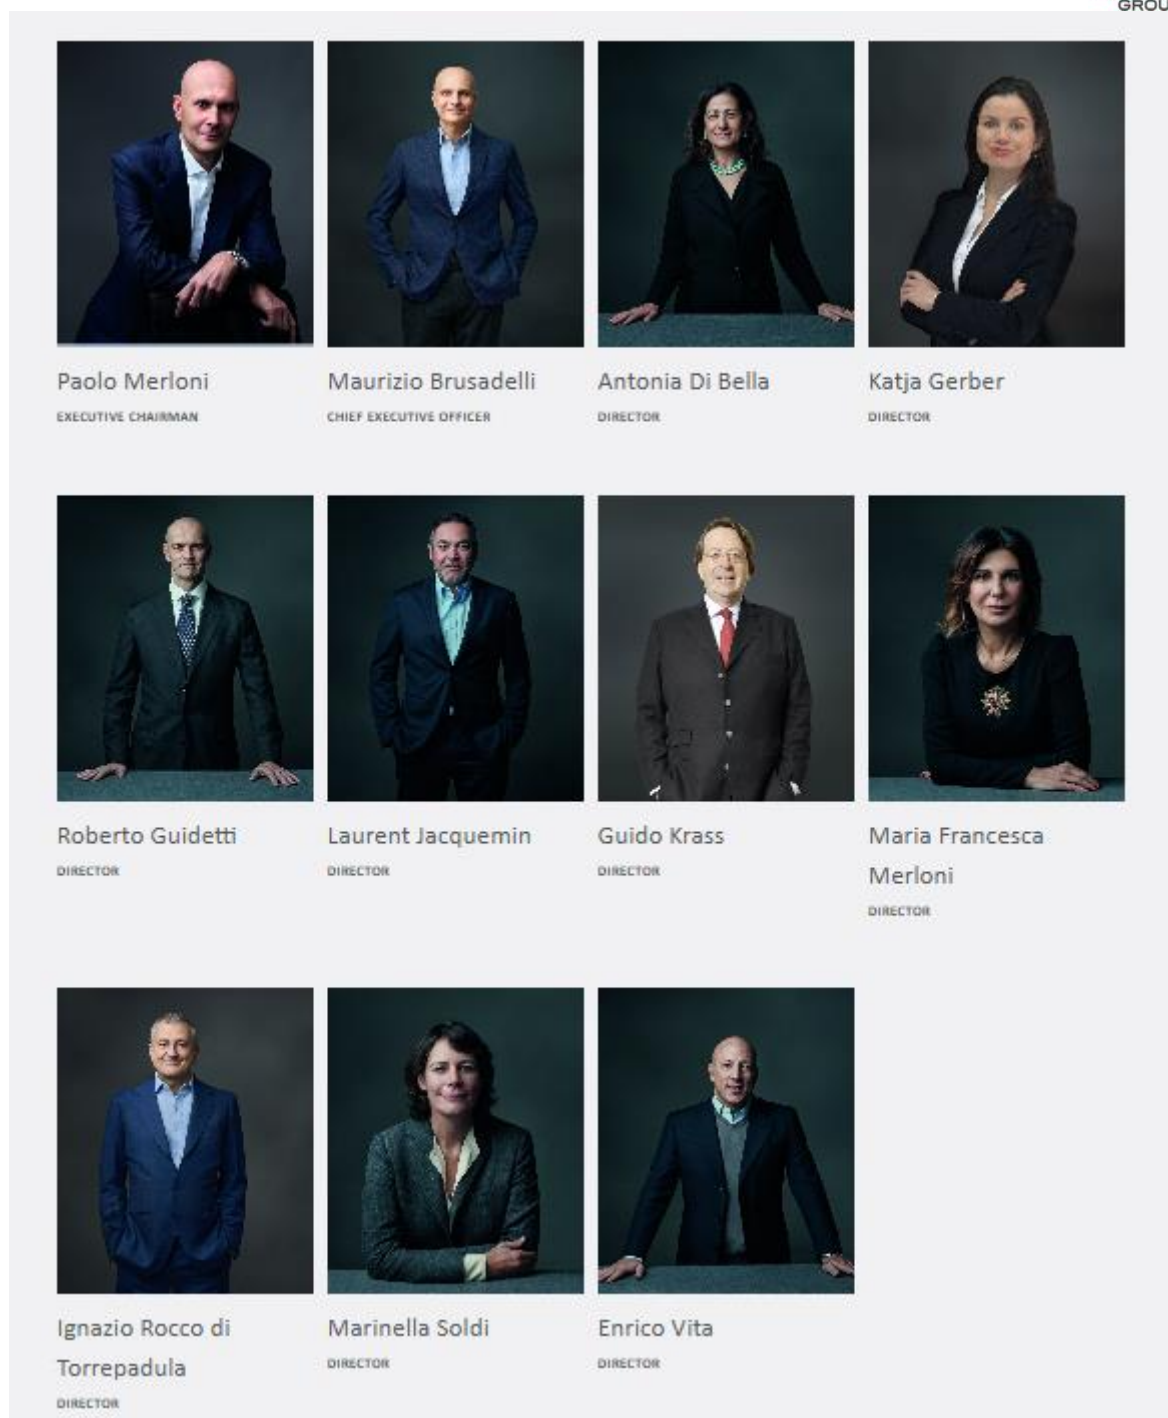 GROU
Paolo Merloni
EXECUTIVE CHAIRMAN
Maurizio Brusadelli
CHIEF EXECUTIVE OFFICER
Antonia Di Bella
DIRECTOR
Katja Gerber
DIRECTOR
Roberto Guidetti
DIRECTOR
Laurent Jacquemin
DIRECTOR
Guido Krass
DIRECTOR
Maria Francesca
Merloni
DIRECTOR
Ignazio Rocco di
Torrepadula
DIRECTOR
Marinella Soldi
DIRECTOR
Enrico Vita
DIRECTOR